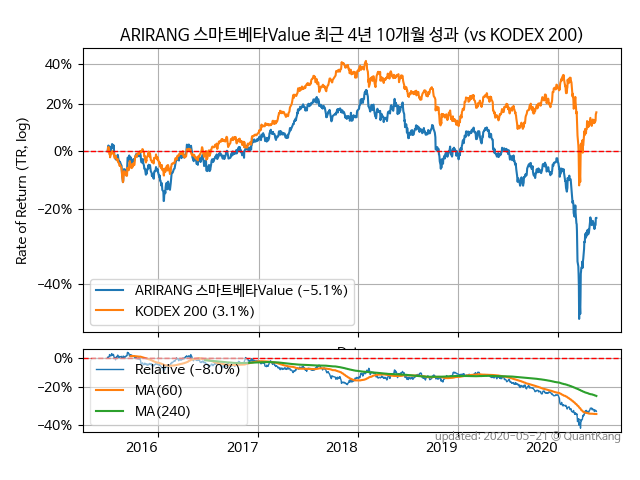 ARIRANG 스마트베타Value 최근 4년 10개월 성과 (vs KODEX 200)
Rate of Return (TR, log)
40%
20%
0%
−20%
−40%
ARIRANG 스마트베타Value (−5.1%)
KODEX 200 (3.1%)
0%
−20%
−40%
Relative (−8.0%)
MA(60)
MA(240)
updated: 2020-05-21 © QuantKang
2016
2017
2018
2019
2020